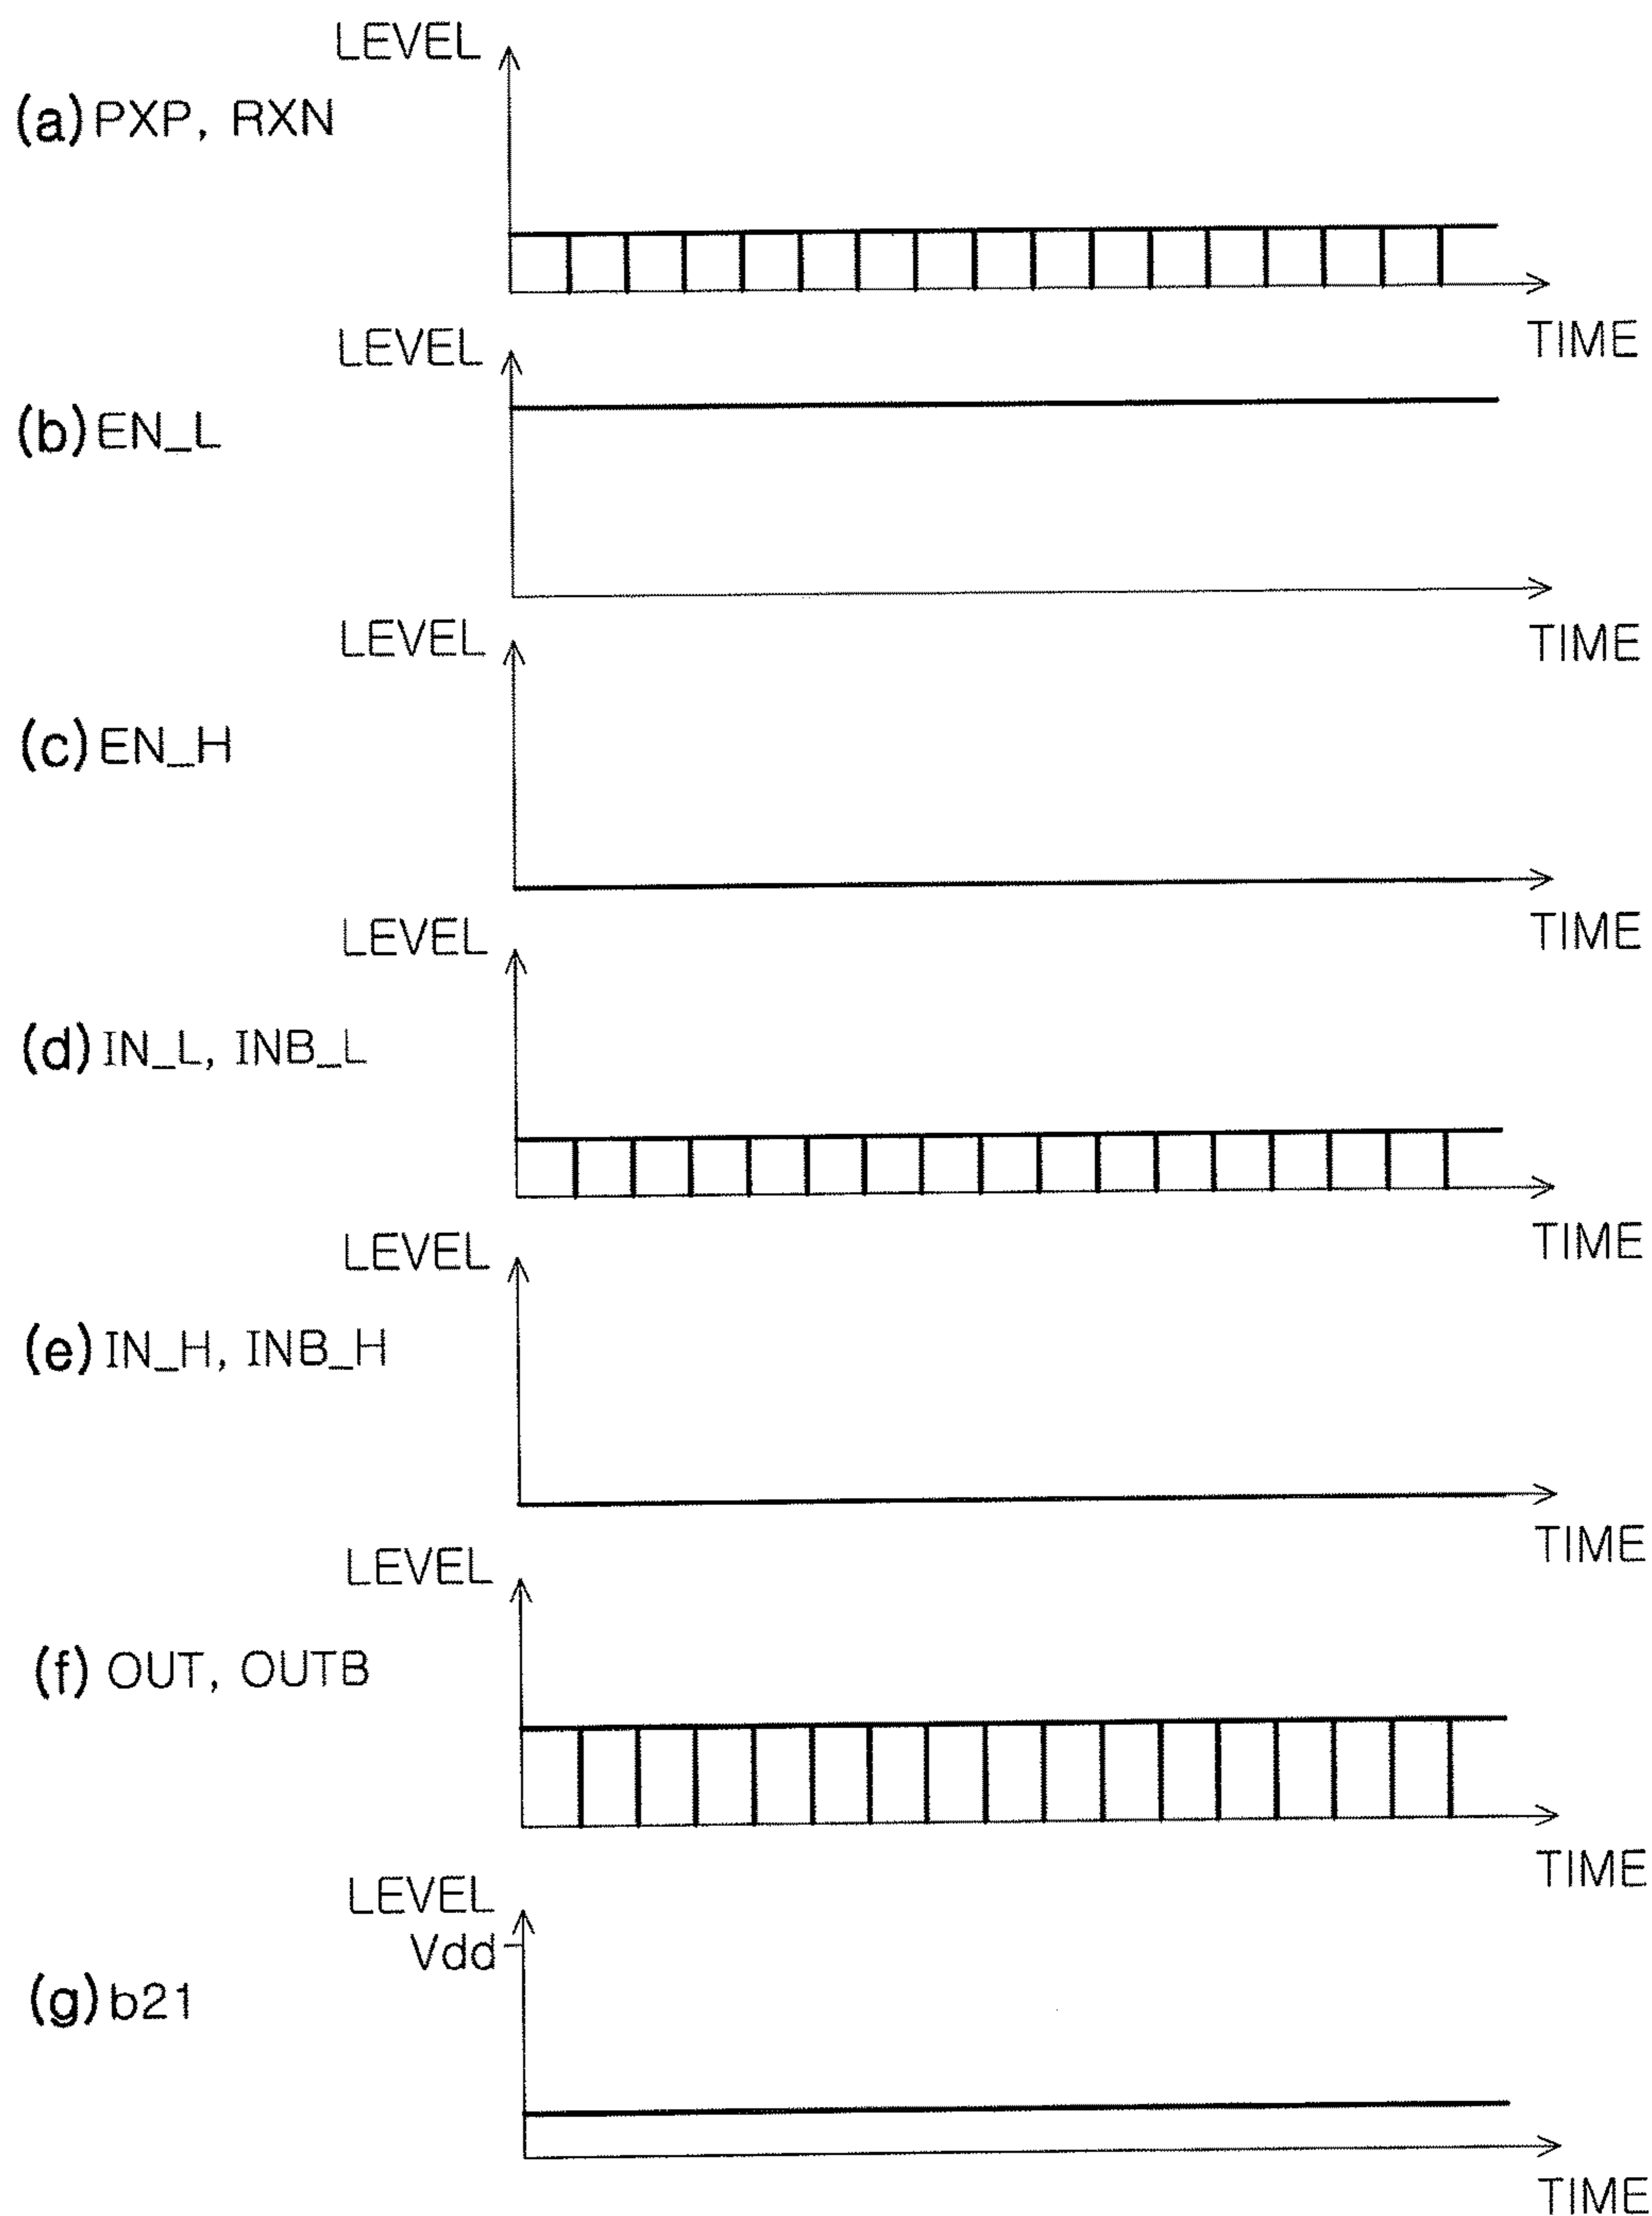 LEVEL
(a) PXP, RXN
TIME
LEVEL
(b) EN_L
TIME
LEVEL
(c) EN_H
TIME
LEVEL
(d) IN_L, INB_L
TIME
LEVEL
(e) IN_H, INB_H
TIME
LEVEL
(f) OUT, OUTB
TIME
LEVEL
Vdd
(g) b21
TIME